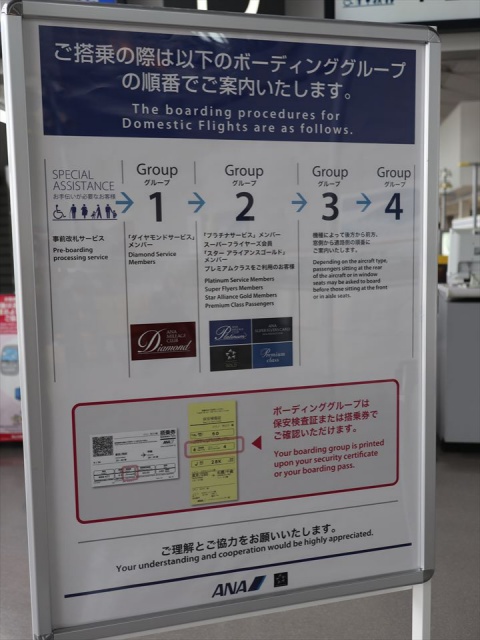 ご搭乗の際は以下のボーディンググループ
の順番でご案内いたします。
The boarding procedures for
Domestic Flights are as follows.
SPECIAL
ASSISTANCE
お手伝いが必要なお客様
事前改札サービス
Pre-boarding
processing service
Group
グループ
1
「ダイヤモンドサービス」
メンバー
Diamond Service
Members
ANA
MILEAGE
CLUB
Diamond
Group
グループ
2
「プラチナサービス」メンバー
スーパーフライヤーズ会員
「スター アライアンスゴールド」
メンバー
プレミアムクラスをご利用のお客様
Platinum Service Members
Super Flyers Members
Star Alliance Gold Members
Premium Class Passengers
Platinum
SUPER FLYERS
GOLD
Premium class
Group
グループ
3
機種によって後方から前方、
窓側から通路側の順番に
ご案内いたします。
Depending on the aircraft type,
passengers sitting at the rear
of the aircraft or in window
seats may be asked to board
before those sitting at the front
or in aisle seats.
Group
グループ
4
搭乗券
ボーディンググループは
保安検査証または搭乗券で
ご確認いただけます。
Your boarding group is printed
upon your security certificate
or your boarding pass.
ご理解とご協力をお願いいたします。
Your understanding and cooperation would be highly appreciated.
ANA